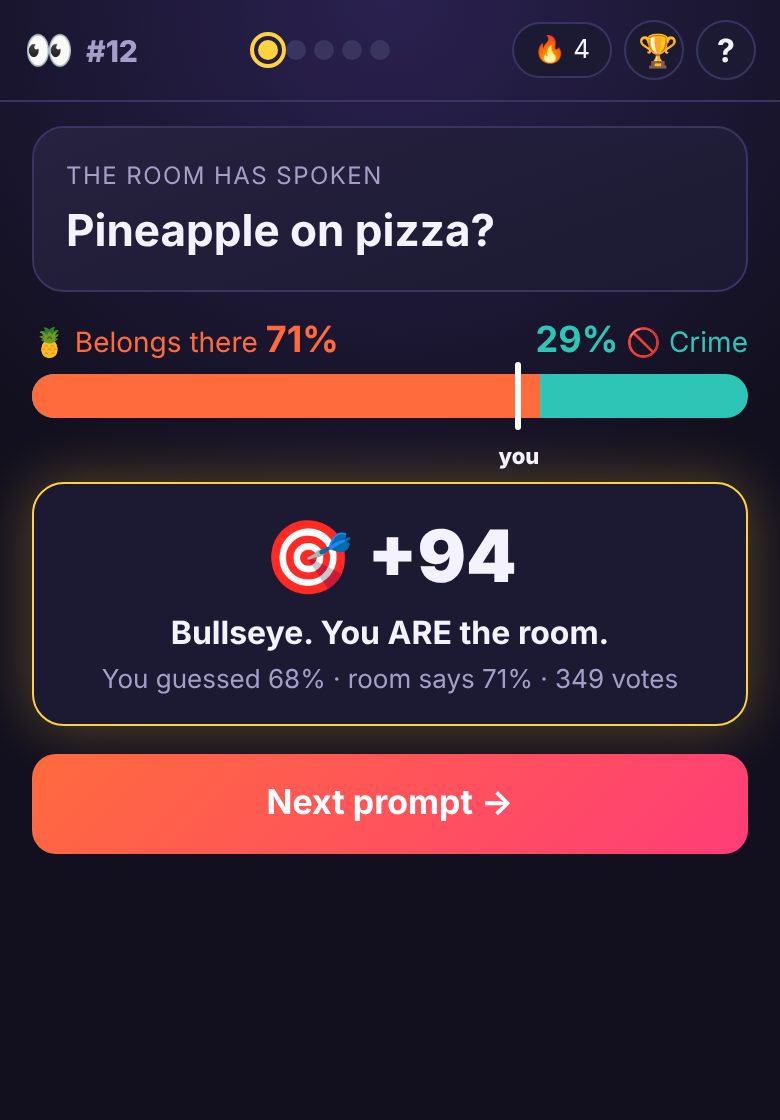 👀 #12
🔥 4
🏆
?
THE ROOM HAS SPOKEN
Pineapple on pizza?
🍍 Belongs there 71%
29% 🚫 Crime
you
🎯 +94
Bullseye. You ARE the room.
You guessed 68% · room says 71% · 349 votes
Next prompt →